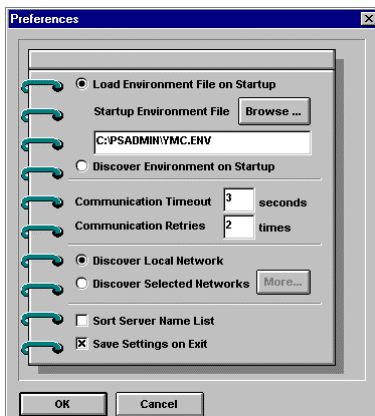 Preferences
Load Environment File on Startup
Startup Environment File Browse ...
C:\PSADMIN\YMC.ENV
Discover Environment on Startup
Communication Timeout 3 seconds
Communication Retries 2 times
Discover Local Network
Discover Selected Networks More...
Sort Server Name List
Save Settings on Exit
OK Cancel